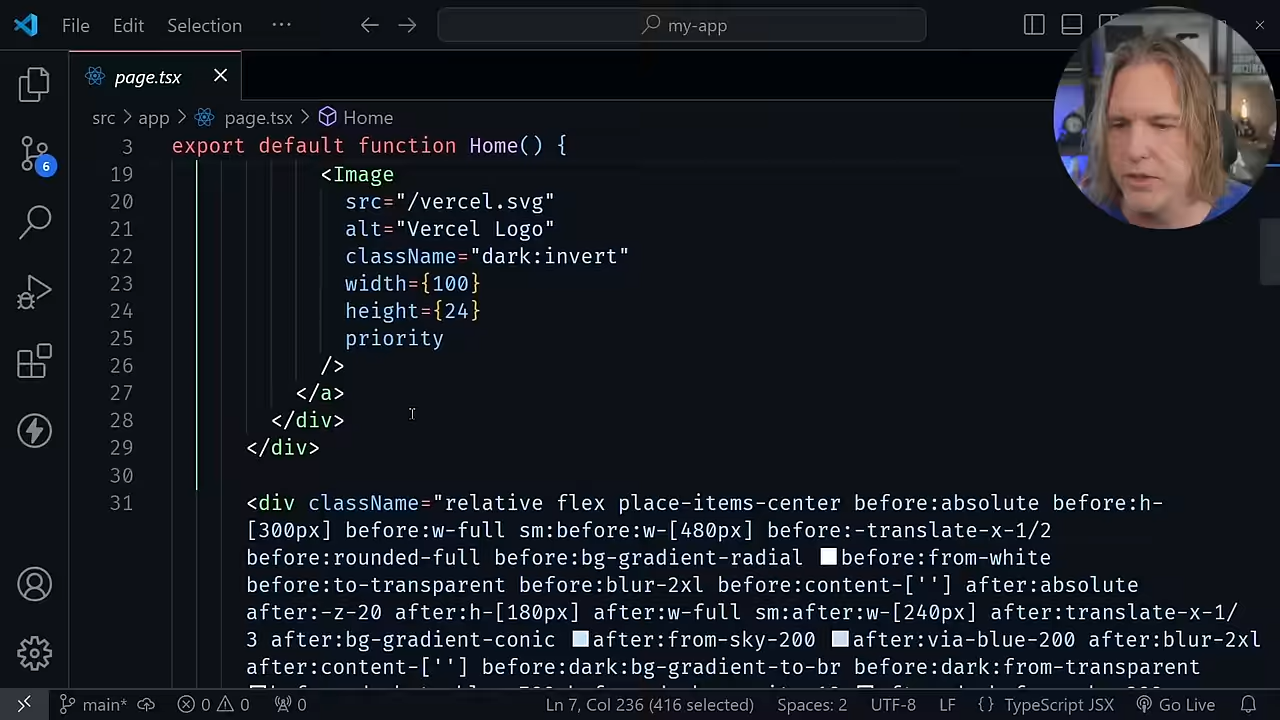 File Edit Selection ··· my-app
page.tsx
src > app > page.tsx > Home
3 export default function Home() {
19 <Image
20 src="/vercel.svg"
21 alt="Vercel Logo"
22 className="dark:invert"
23 width={100}
24 height={24}
25 priority
26 />
27 </a>
28 </div>
29 </div>
30
31 <div className="relative flex place-items-center before:absolute before:h-
[300px] before:w-full sm:before:w-[480px] before:-translate-x-1/2
before:rounded-full before:bg-gradient-radial before:from-white
before:to-transparent before:blur-2xl before:content-[''] after:absolute
after:-z-20 after:h-[180px] after:w-full sm:after:w-[240px] after:translate-x-1/
3 after:bg-gradient-conic after:from-sky-200 after:via-blue-200 after:blur-2xl
after:content-[''] before:dark:bg-gradient-to-br before:dark:from-transparent
6
main* 0 0 0 Ln 7, Col 236 (416 selected) Spaces: 2 UTF-8 LF {} TypeScript JSX Go Live